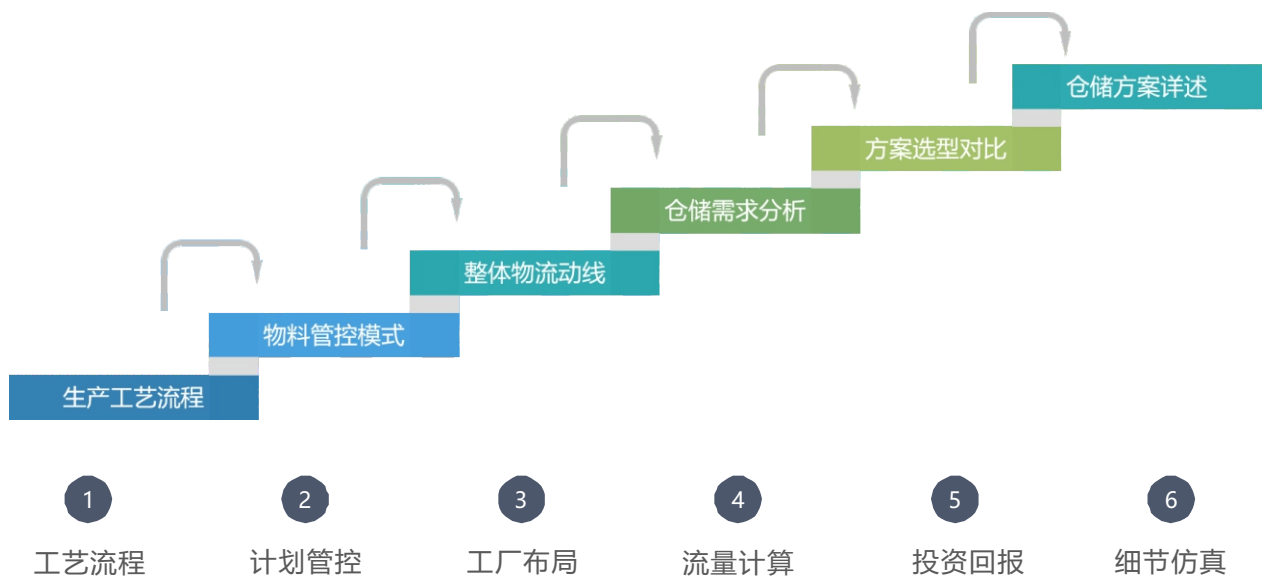 仓储方案详述
方案选型对比
仓储需求分析
整体物流动线
物料管控模式
生产工艺流程
1 2 3 4 5 6
工艺流程 计划管控 工厂布局 流量计算 投资回报 细节仿真